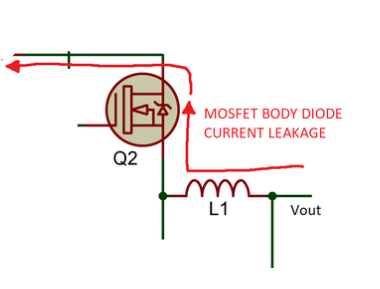 MOSFET BODY DIODE
CURRENT LEAKAGE
Q2
L1
Vout